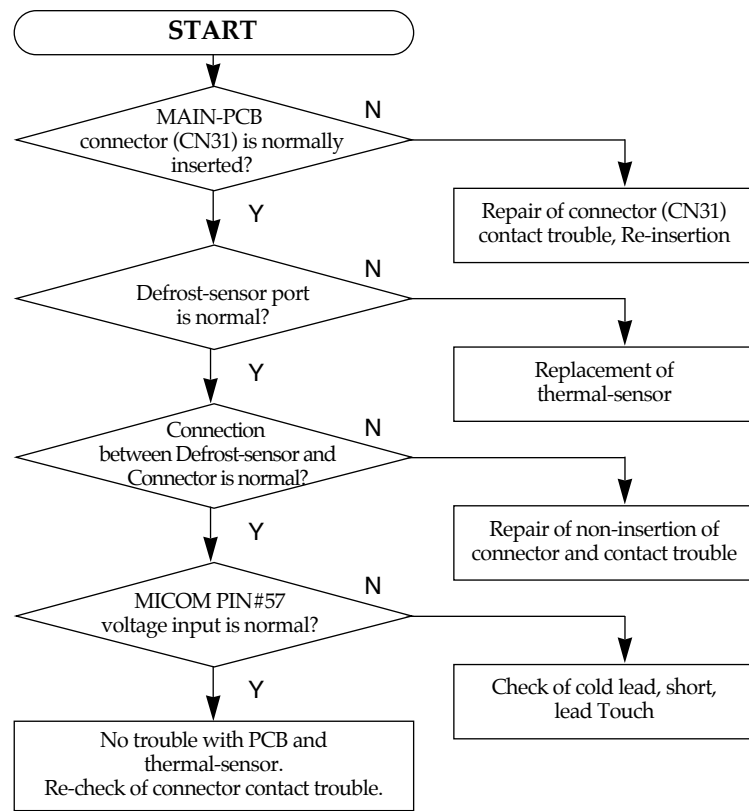 START
MAIN-PCB
connector (CN31) is normally
inserted?
N
Y
Repair of connector (CN31)
contact trouble, Re-insertion
Defrost-sensor port
is normal?
N
Y
Replacement of
thermal-sensor
Connection
between Defrost-sensor and
Connector is normal?
N
Y
Repair of non-insertion of
connector and contact trouble
MICOM PIN#57
voltage input is normal?
N
Y
Check of cold lead, short,
lead Touch
No trouble with PCB and
thermal-sensor.
Re-check of connector contact trouble.